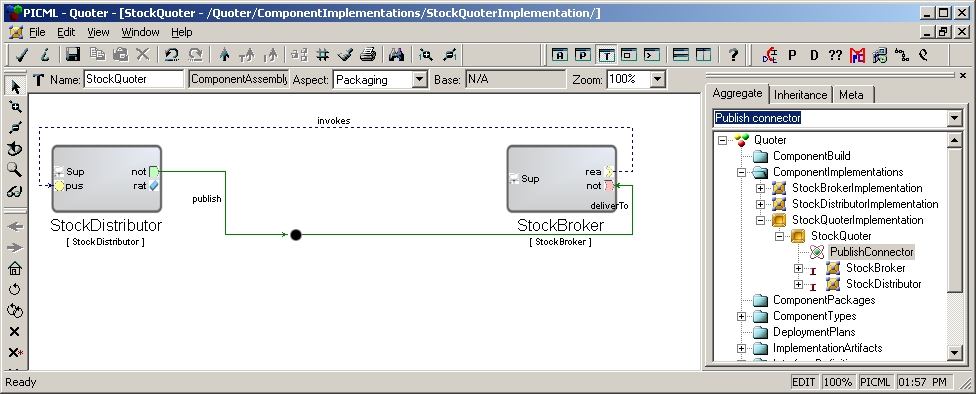 PICML - Quoter - [StockQuoter - /Quoter/ComponentImplementations/StockQuoterImplementation/]
File Edit View Window Help
A P T ? P D ??
T Name: StockQuoter ComponentAssembly Aspect: Packaging Base: N/A Zoom: 100%
Aggregate Inheritance Meta
Publish connector
invokes
Sup not
pus rat
StockDistributor
[ StockDistributor ]
publish
Sup rea
not
deliverTo
StockBroker
[ StockBroker ]
Quoter
ComponentBuild
ComponentImplementations
StockBrokerImplementation
StockDistributorImplementation
StockQuoterImplementation
StockQuoter
PublishConnector
StockBroker
StockDistributor
ComponentPackages
ComponentTypes
DeploymentPlans
ImplementationArtifacts
Ready EDIT 100% PICML 01:57 PM